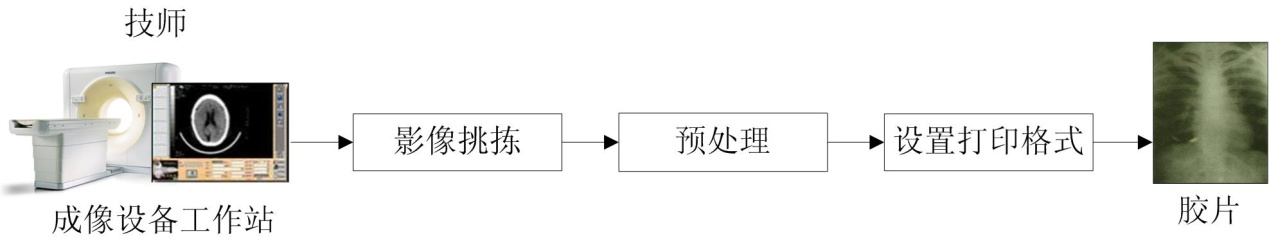 技师
影像挑拣
预处理
设置打印格式
成像设备工作站
胶片